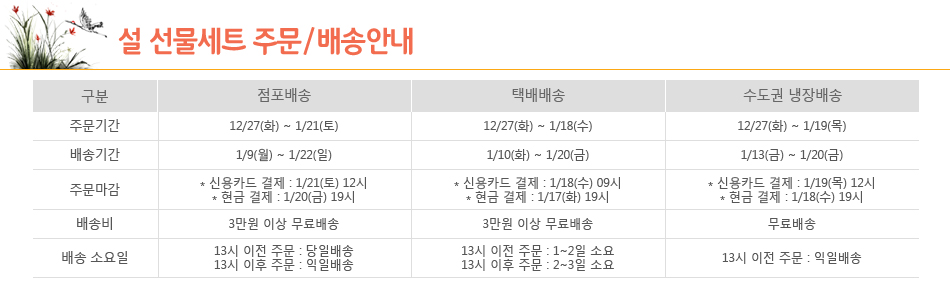 설 선물세트 주문/배송안내
구분 점포배송 택배배송 수도권 냉장배송
주문기간 12/27(화) ~ 1/21(토) 12/27(화) ~ 1/18(수) 12/27(화) ~ 1/19(목)
배송기간 1/9(월) ~ 1/22(일) 1/10(화) ~ 1/20(금) 1/13(금) ~ 1/20(금)
주문마감
* 신용카드 결제 : 1/21(토) 12시
* 현금 결제 : 1/20(금) 19시
* 신용카드 결제 : 1/18(수) 09시
* 현금 결제 : 1/17(화) 19시
* 신용카드 결제 : 1/19(목) 12시
* 현금 결제 : 1/18(수) 19시
배송비 3만원 이상 무료배송 3만원 이상 무료배송 무료배송
배송 소요일
13시 이전 주문 : 당일배송
13시 이후 주문 : 익일배송
13시 이전 주문 : 1~2일 소요
13시 이후 주문 : 2~3일 소요
13시 이전 주문 : 익일배송